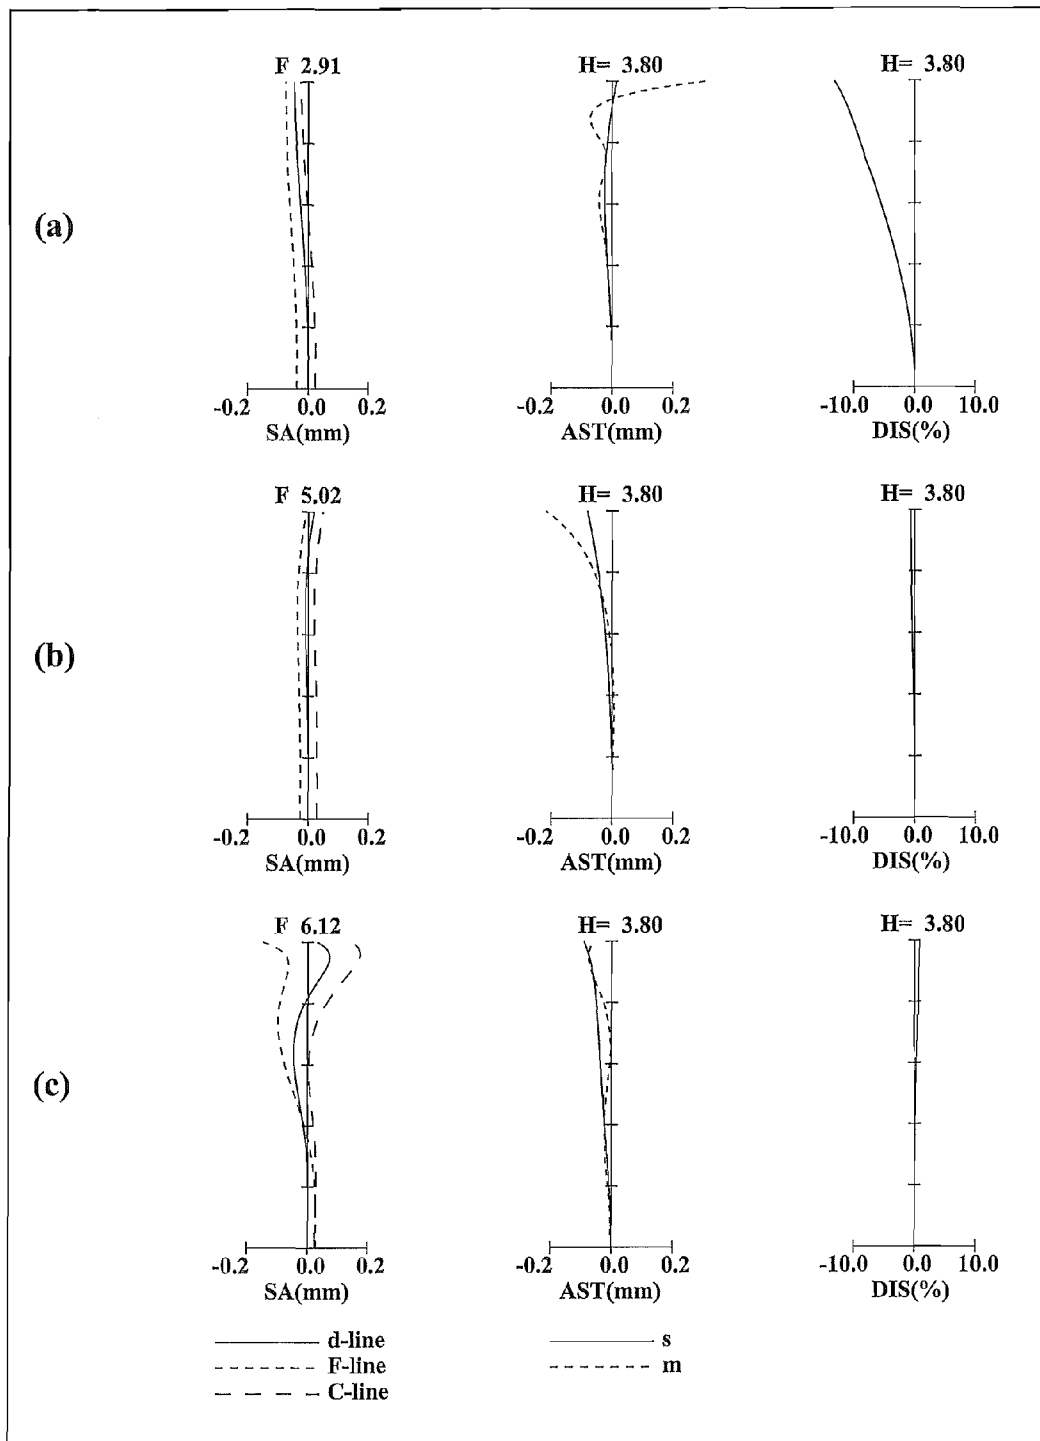 (a)
F 2.91
-0.2 0.0 0.2
SA(mm)
H= 3.80
-0.2 0.0 0.2
AST(mm)
H= 3.80
-10.0 0.0 10.0
DIS(%)
(b)
F 5.02
-0.2 0.0 0.2
SA(mm)
H= 3.80
-0.2 0.0 0.2
AST(mm)
H= 3.80
-10.0 0.0 10.0
DIS(%)
(c)
F 6.12
-0.2 0.0 0.2
SA(mm)
H= 3.80
-0.2 0.0 0.2
AST(mm)
H= 3.80
-10.0 0.0 10.0
DIS(%)
d-line
F-line
C-line
s
m